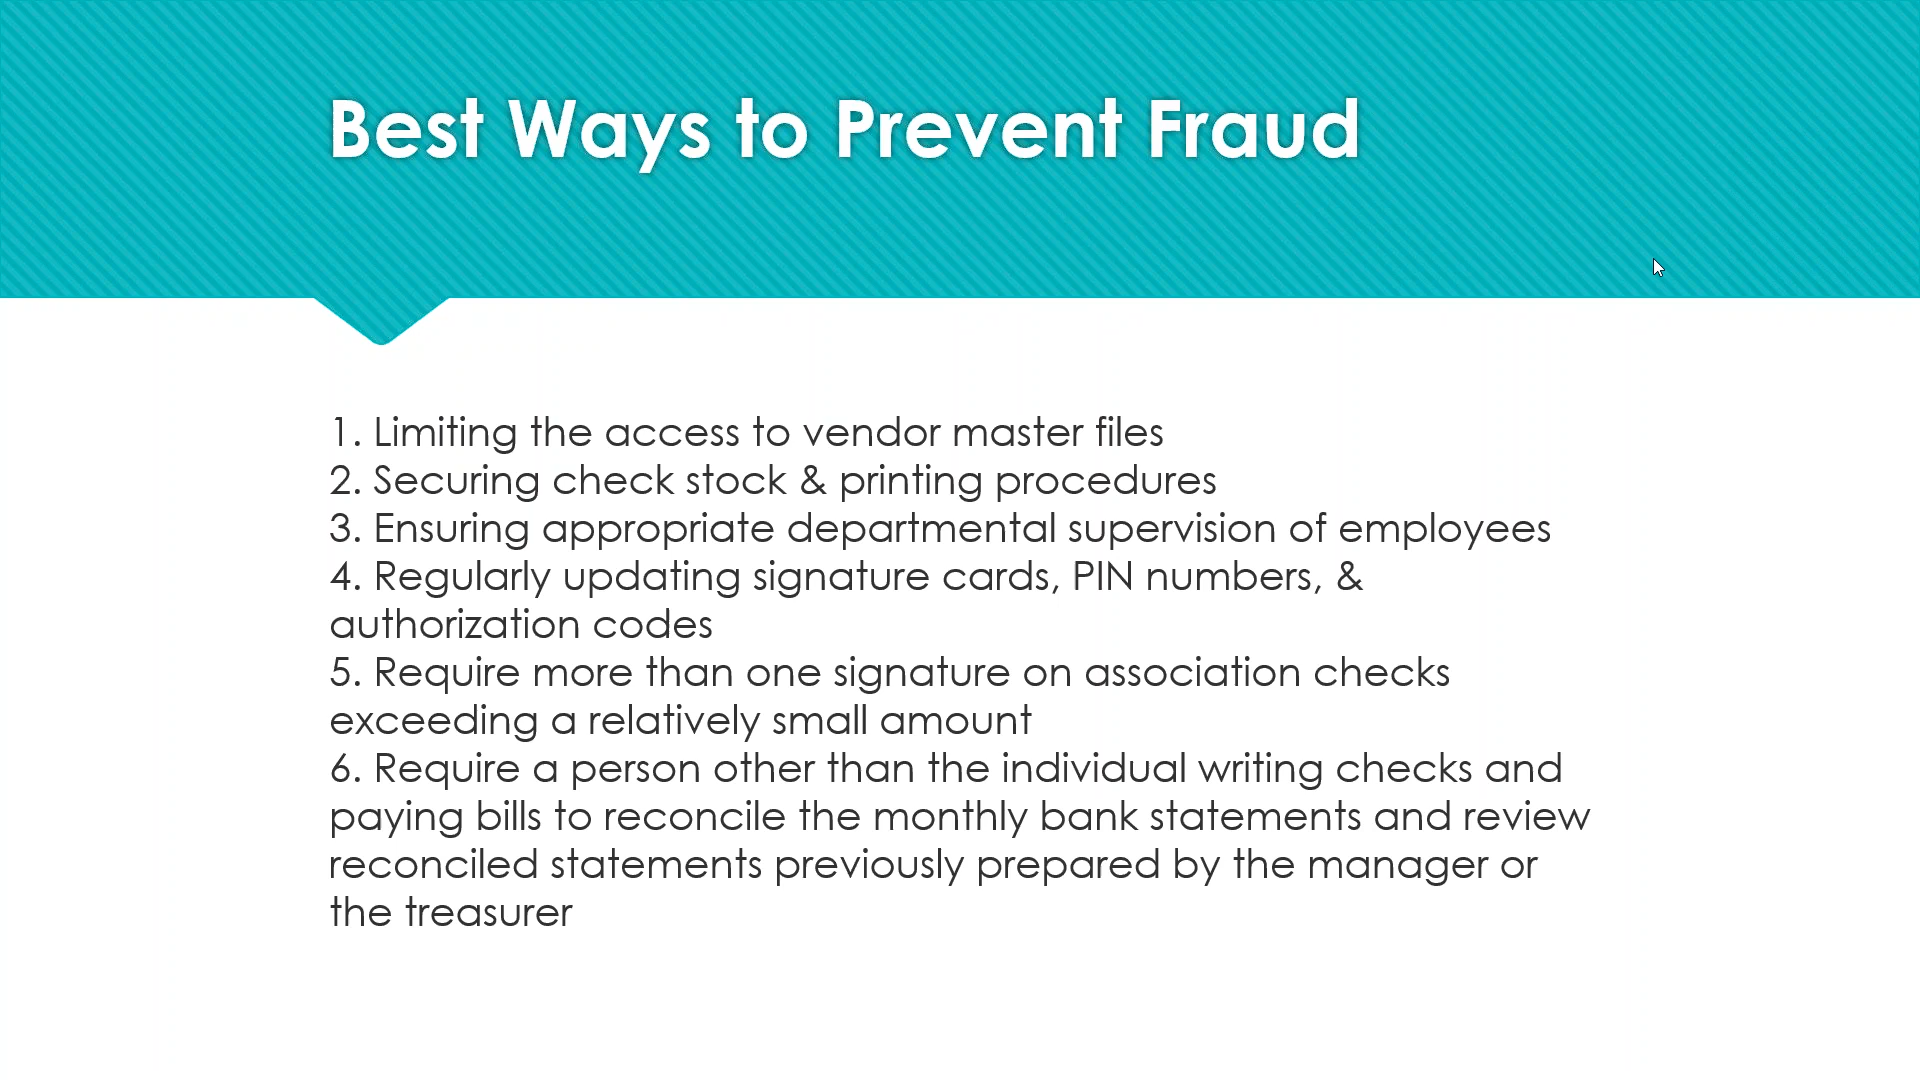 Best Ways to Prevent Fraud
1. Limiting the access to vendor master files
2. Securing check stock & printing procedures
3. Ensuring appropriate departmental supervision of employees
4. Regularly updating signature cards, PIN numbers, &
authorization codes
5. Require more than one signature on association checks
exceeding a relatively small amount
6. Require a person other than the individual writing checks and
paying bills to reconcile the monthly bank statements and review
reconciled statements previously prepared by the manager or
the treasurer